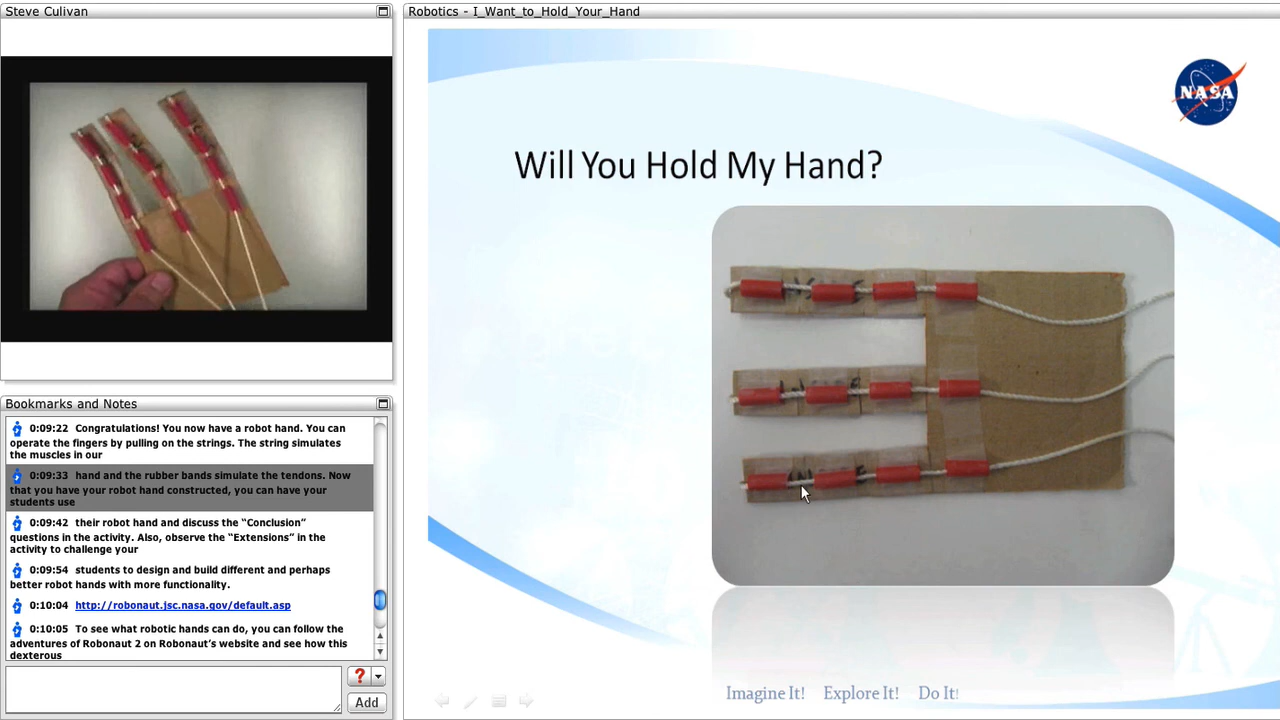 Steve Culivan
Robotics - I_Want_to_Hold_Your_Hand
NASA
Will You Hold My Hand?
Bookmarks and Notes
0:09:22 Congratulations! You now have a robot hand. You can
operate the fingers by pulling on the strings. The string simulates
the muscles in our
0:09:33 hand and the rubber bands simulate the tendons. Now
that you have your robot hand constructed, you can have your
students use
0:09:42 their robot hand and discuss the “Conclusion”
questions in the activity. Also, observe the “Extensions” in the
activity to challenge your
0:09:54 students to design and build different and perhaps
better robot hands with more functionality.
0:10:04 http://robonaut.jsc.nasa.gov/default.asp
0:10:05 To see what robotic hands can do, you can follow the
adventures of Robonaut 2 on Robonaut’s website and see how this
dexterous
?
Add
Imagine It! Explore It! Do It!